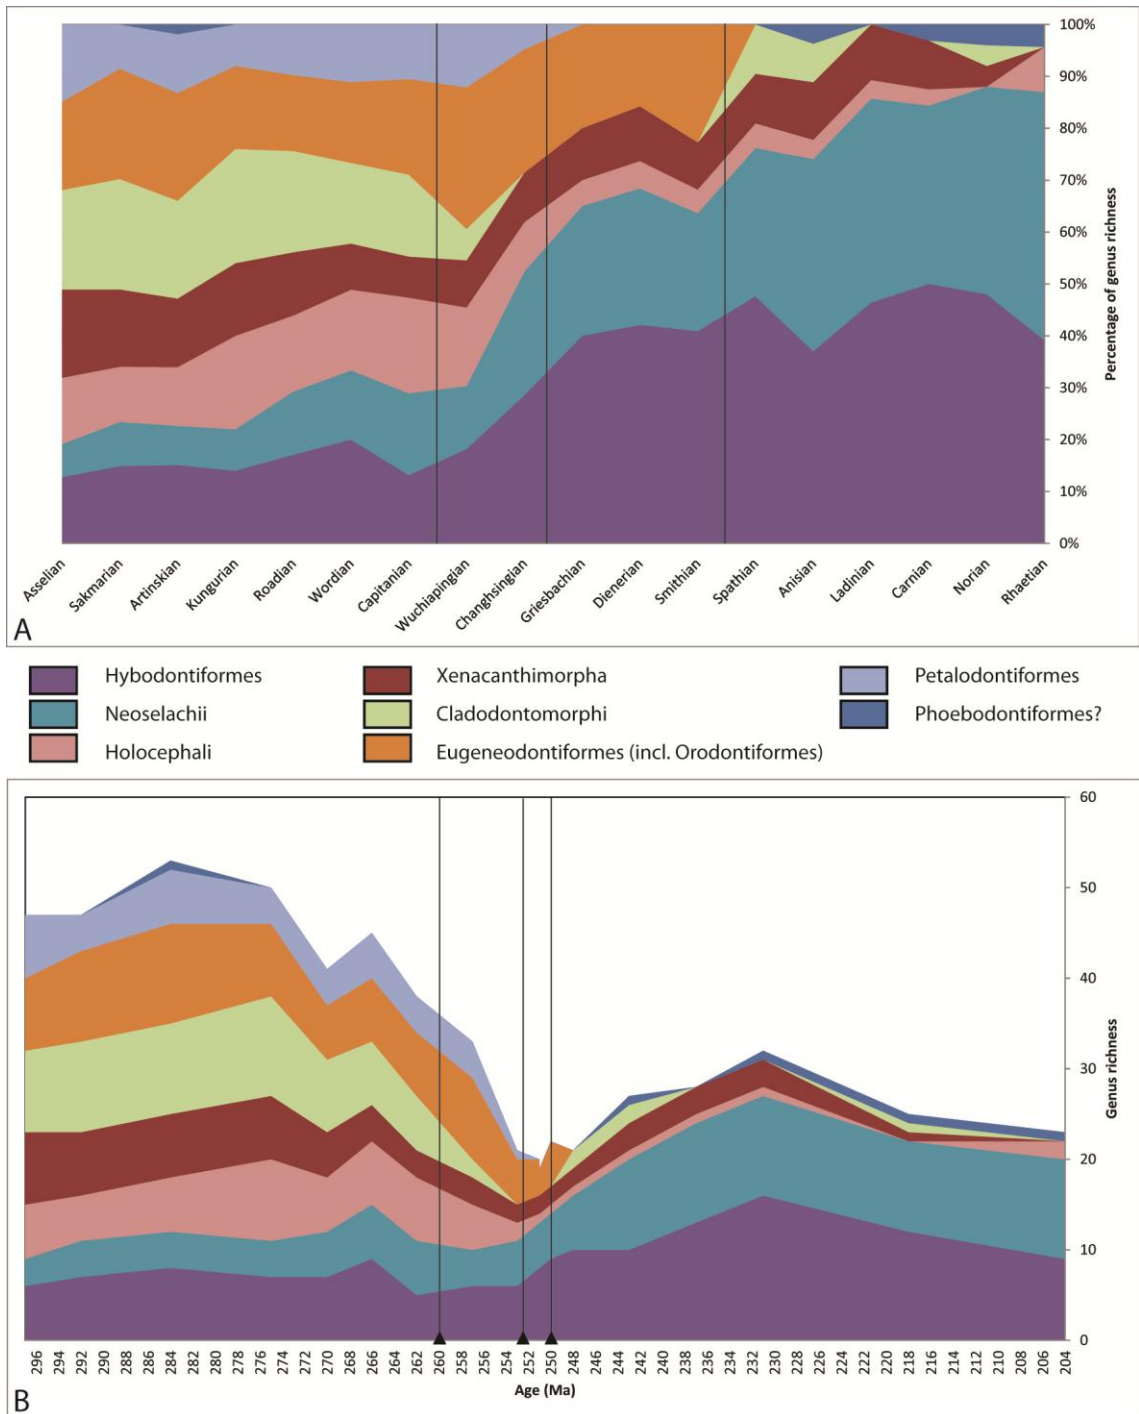 100%
90%
80%
70%
60%
50%
40%
30%
20%
10%
0%
Percentage of genus richness
Asselian
Sakmarian
Artinskian
Kungurian
Roadian
Wordian
Capitanian
Wuchiapingian
Changhsingian
Griesbachian
Dienerian
Smithian
Spathian
Anisian
Ladinian
Carnian
Norian
Rhaetian
A
Hybodontiformes
Neoselachii
Holocephali
Xenacanthimorpha
Cladodontomorphi
Eugeneodontiformes (incl. Orodontiformes)
Petalodontiformes
Phoebodontiformes?
60
50
40
30
20
10
0
Genus richness
296
294
292
290
288
286
284
282
280
278
276
274
272
270
268
266
264
262
260
258
256
254
252
250
248
246
244
242
240
238
236
234
232
230
228
226
224
222
220
218
216
214
212
210
208
206
204
Age (Ma)
B